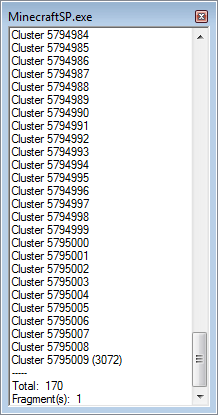 MinecraftSP.exe
Cluster 5794984
Cluster 5794985
Cluster 5794986
Cluster 5794987
Cluster 5794988
Cluster 5794989
Cluster 5794990
Cluster 5794991
Cluster 5794992
Cluster 5794993
Cluster 5794994
Cluster 5794995
Cluster 5794996
Cluster 5794997
Cluster 5794998
Cluster 5794999
Cluster 5795000
Cluster 5795001
Cluster 5795002
Cluster 5795003
Cluster 5795004
Cluster 5795005
Cluster 5795006
Cluster 5795007
Cluster 5795008
Cluster 5795009 (3072)
-----
Total: 170
Fragment(s): 1